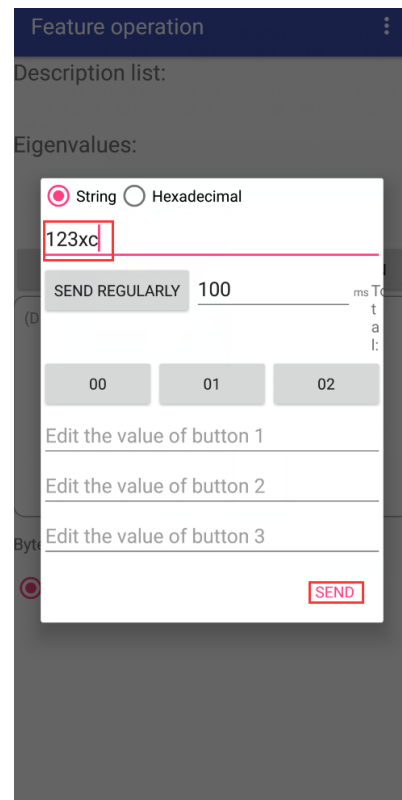 Feature operation
Description list:
Eigenvalues:
String Hexadecimal
123xc
SEND REGULARLY 100 ms To
t
a
l:
(D
00 01 02
Edit the value of button 1
Edit the value of button 2
Edit the value of button 3
Byte
SEND